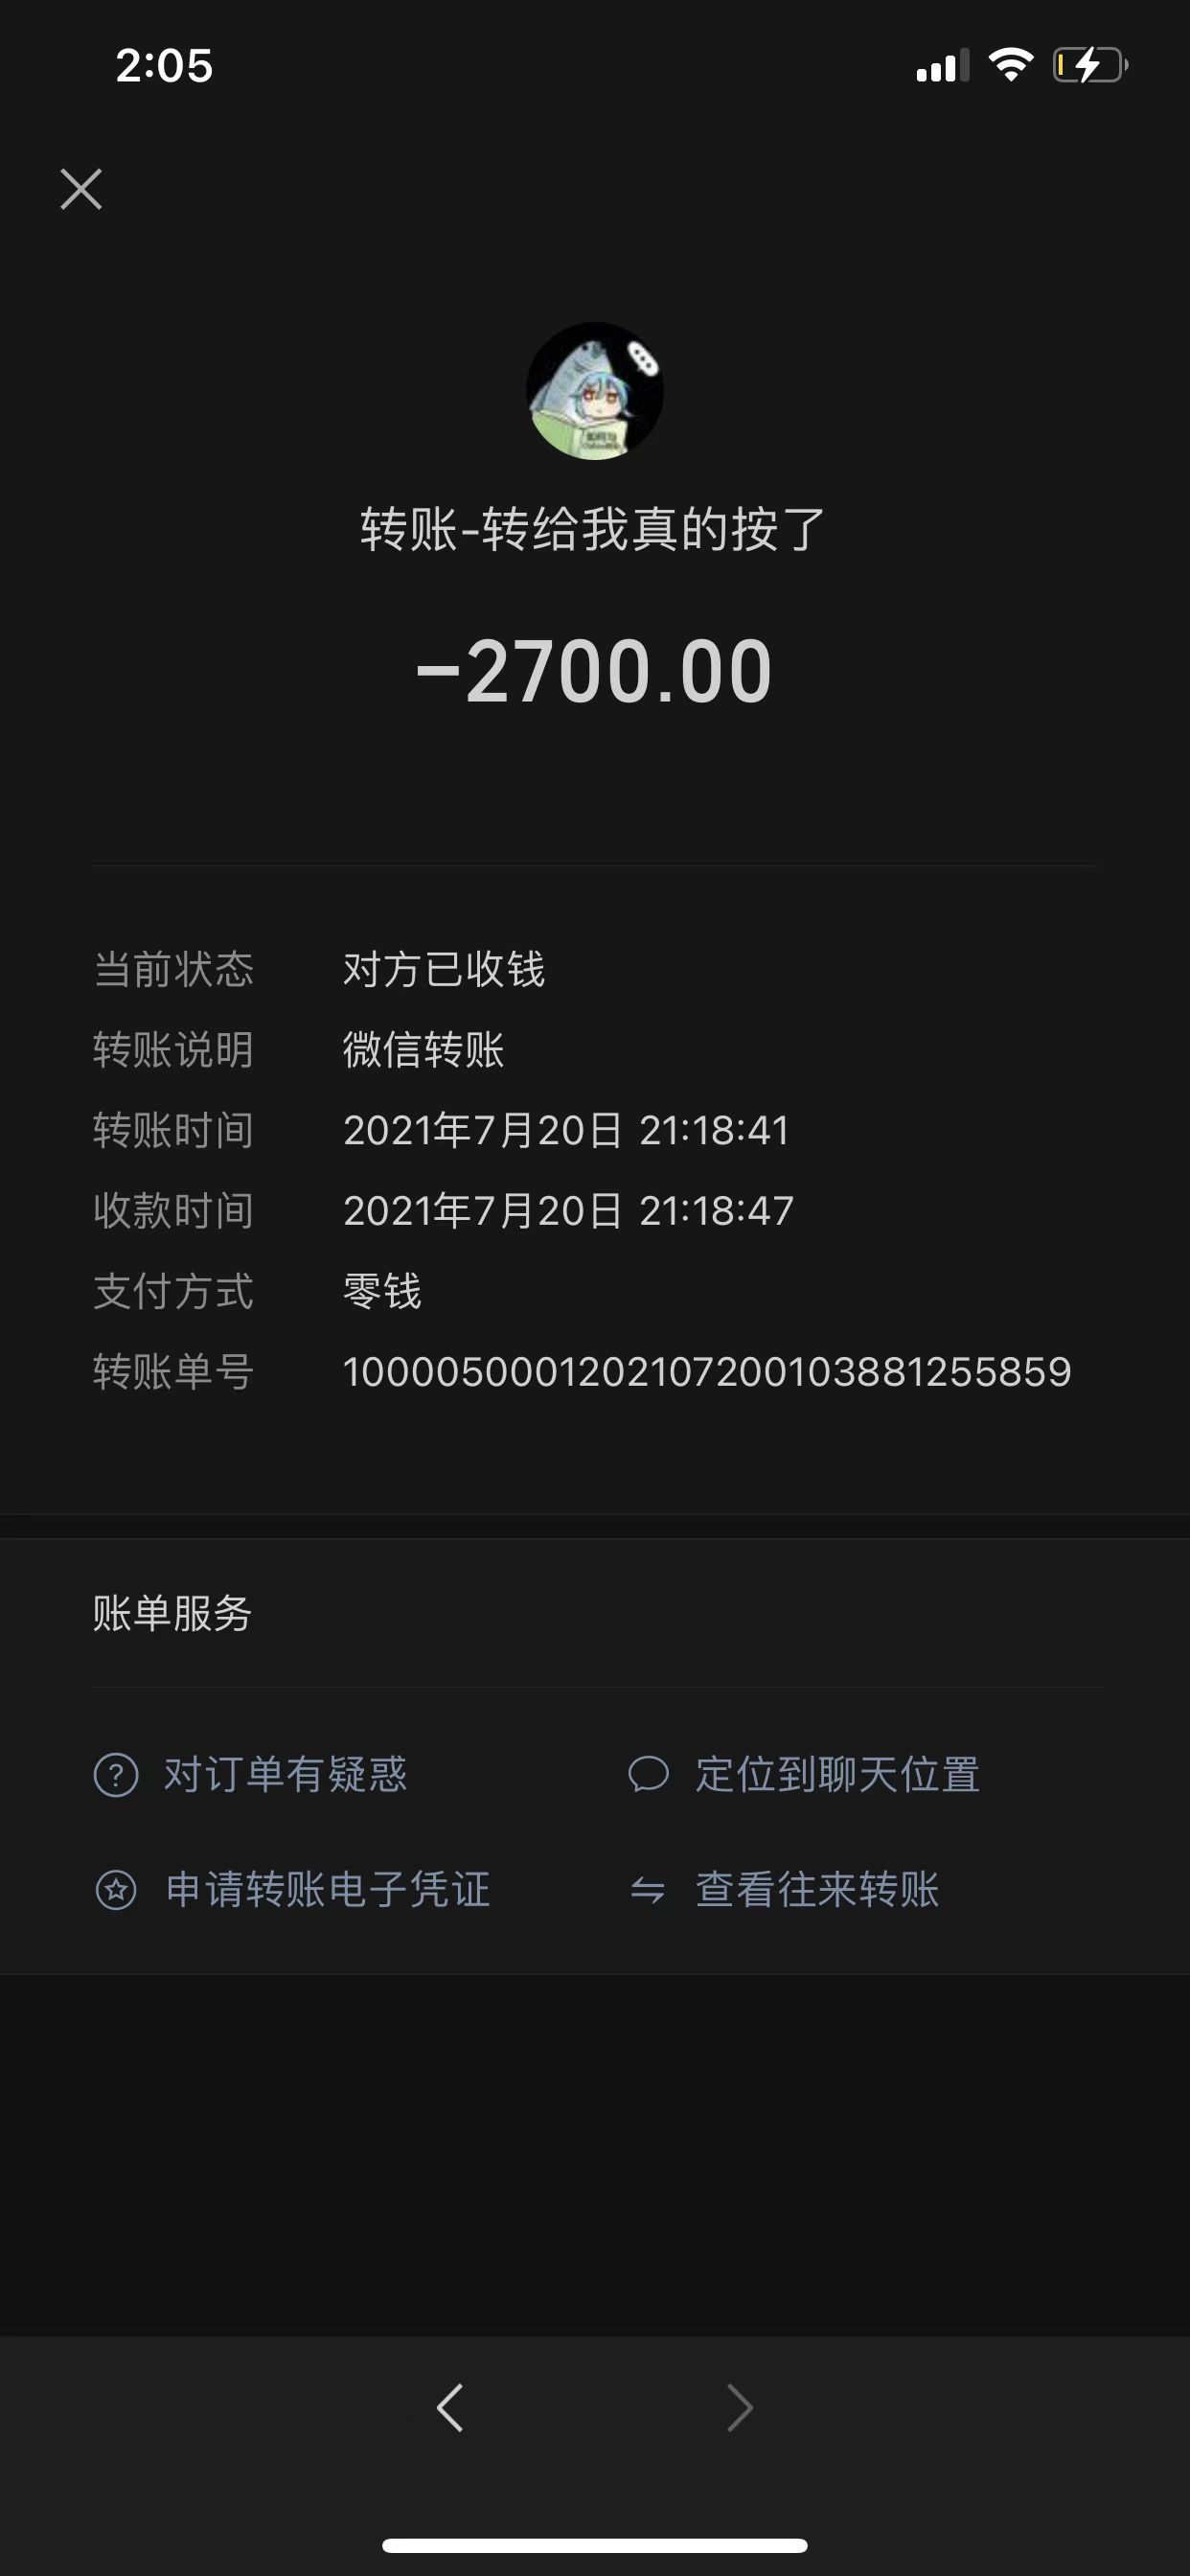 2:05
转账-转给我真的按了
-2700.00
当前状态 对方已收钱
转账说明 微信转账
转账时间 2021年7月20日 21:18:41
收款时间 2021年7月20日 21:18:47
支付方式 零钱
转账单号 1000050001202107200103881255859
账单服务
对订单有疑惑 定位到聊天位置
申请转账电子凭证 查看往来转账